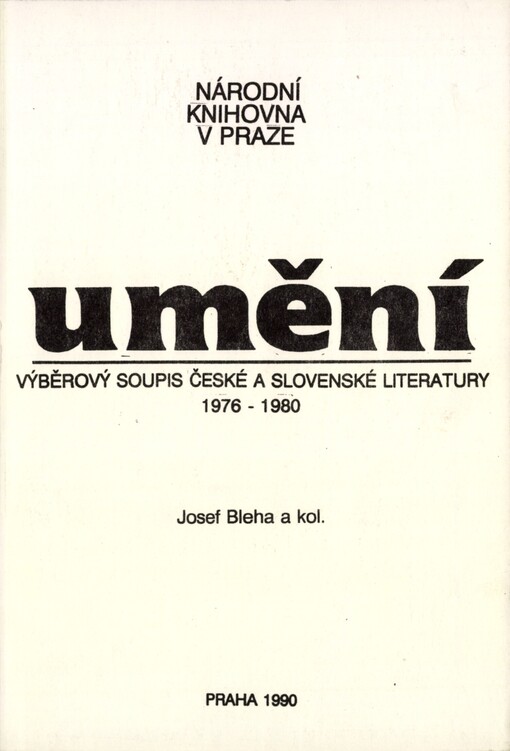 NÁRODNÍ
KNIHOVNA
V PRAZE
umění
VÝBĚROVÝ SOUPIS ČESKÉ A SLOVENSKÉ LITERATURY
1976 - 1980
Josef Bleha a kol.
PRAHA 1990